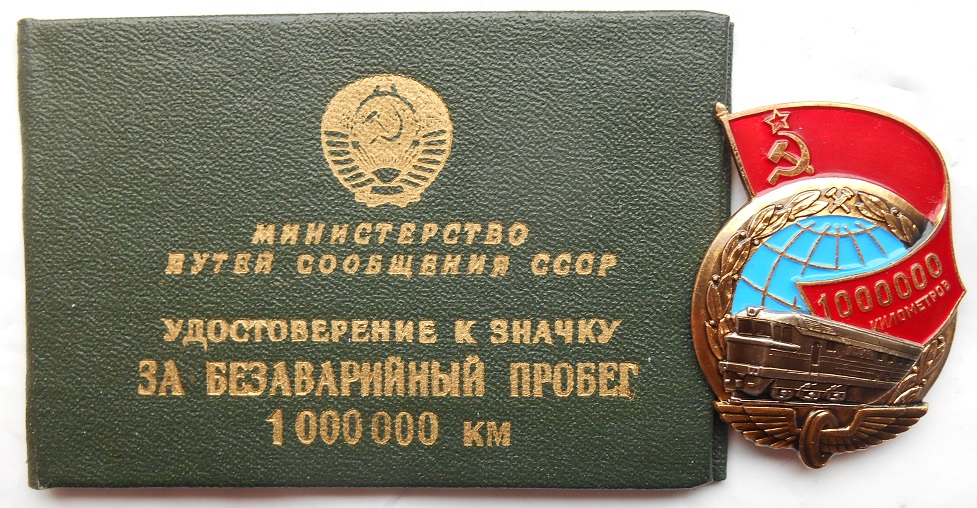 МИНИСТЕРСТВО
ПУТЕЙ СООБЩЕНИЯ СССР
УДОСТОВЕРЕНИЕ К ЗНАЧКУ
ЗА БЕЗАВАРИЙНЫЙ ПРОБЕГ
1 000 000 КМ
1000000
КИЛОМЕТРОВ